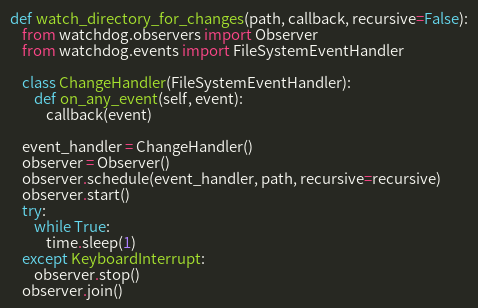 def watch_directory_for_changes(path, callback, recursive=False):
from watchdog.observers import Observer
from watchdog.events import FileSystemEventHandler
class ChangeHandler(FileSystemEventHandler):
def on_any_event(self, event):
callback(event)
event_handler = ChangeHandler()
observer = Observer()
observer.schedule(event_handler, path, recursive=recursive)
observer.start()
try:
while True:
time.sleep(1)
except KeyboardInterrupt:
observer.stop()
observer.join()